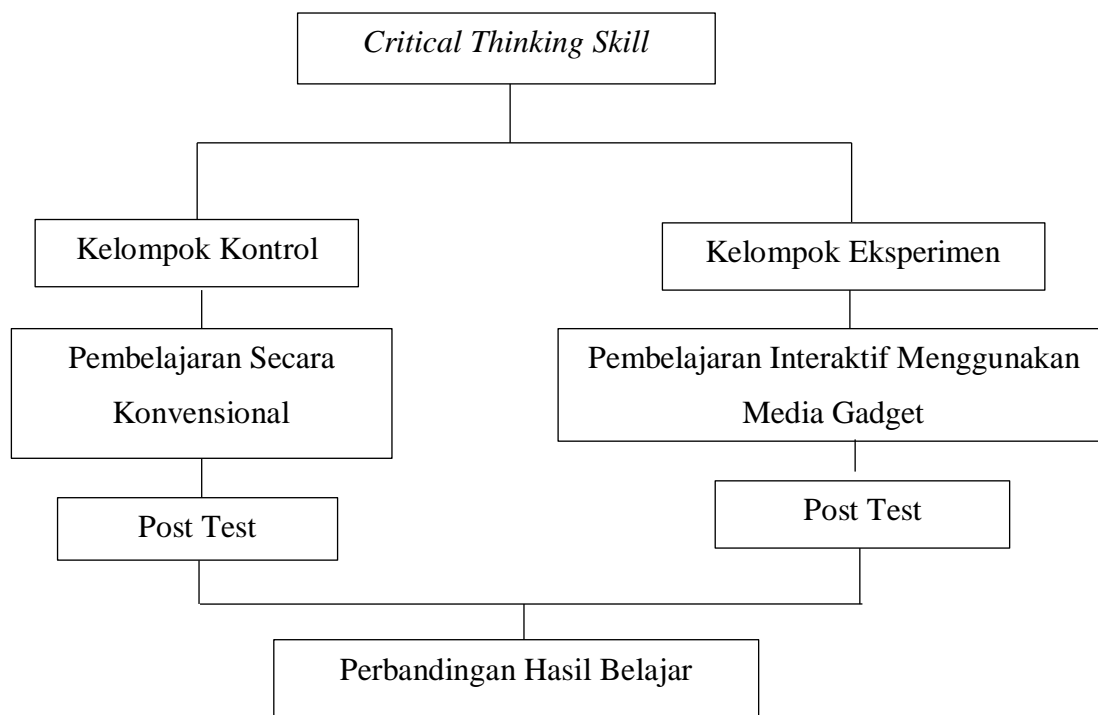 Critical Thinking Skill
Kelompok Kontrol
Kelompok Eksperimen
Pembelajaran Secara
Konvensional
Pembelajaran Interaktif Menggunakan
Media Gadget
Post Test
Post Test
Perbandingan Hasil Belajar